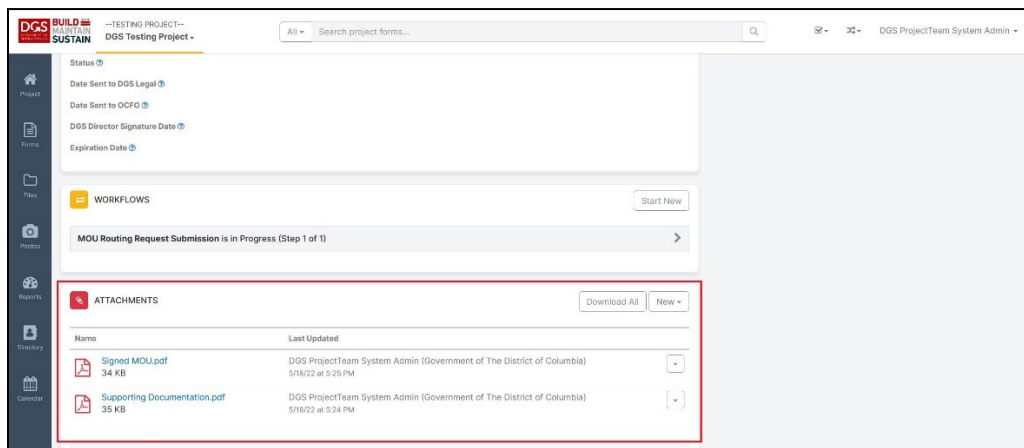 DGS BUILD MAINTAIN SUSTAIN
--TESTING PROJECT--
DGS Testing Project
All Search project forms...
DGS ProjectTeam System Admin
Project
Forms
Files
Photos
Reports
Directory
Calendar
Status
Date Sent to DGS Legal
Date Sent to OCFO
DGS Director Signature Date
Expiration Date
WORKFLOWS Start New
MOU Routing Request Submission is in Progress (Step 1 of 1)
ATTACHMENTS Download All New
Name Last Updated
Signed MOU.pdf DGS ProjectTeam System Admin (Government of The District of Columbia)
34 KB 5/18/22 at 5:25 PM
Supporting Documentation.pdf DGS ProjectTeam System Admin (Government of The District of Columbia)
35 KB 5/18/22 at 5:24 PM